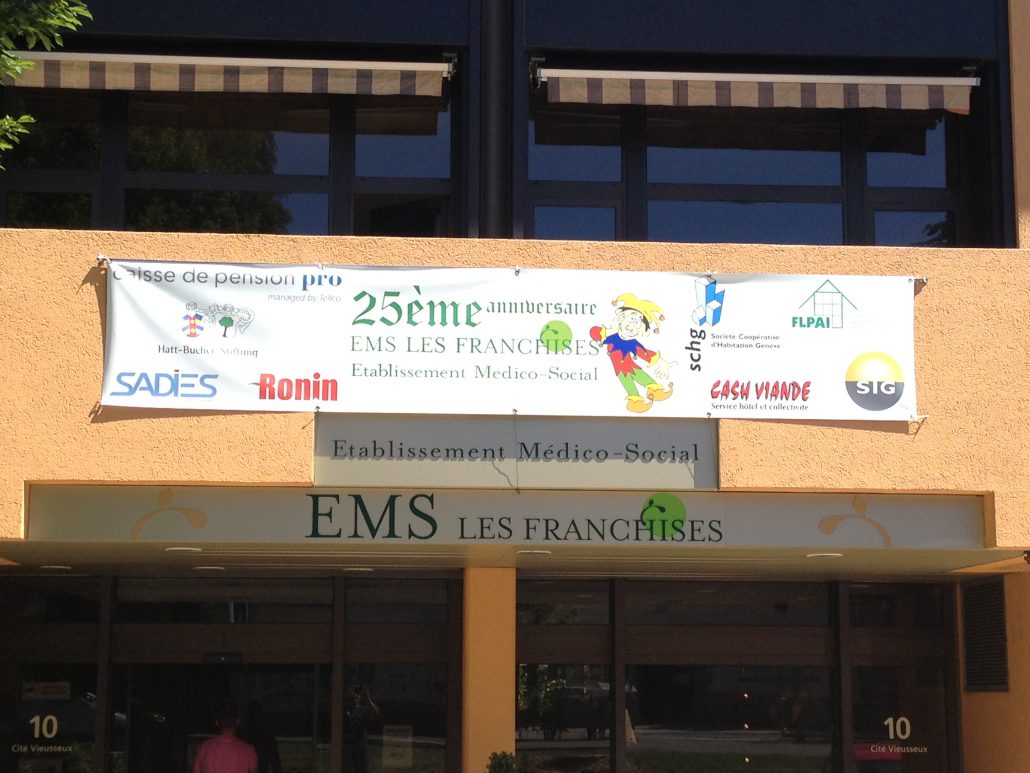 caisse de pension pro
managed by Tellco
Hatt-Bucher Stiftung
SADIES
Ronin
25ème anniversaire
EMS LES FRANCHISES
Etablissement Medico-Social
schg
Société Coopérative
d'Habitation Genève
FLPAI
CASH VIANDE
Service hôtel et collectivité
SIG
Etablissement Médico-Social
EMS LES FRANCHISES
10
Cité Vieusseux
10
Cité Vieusseux